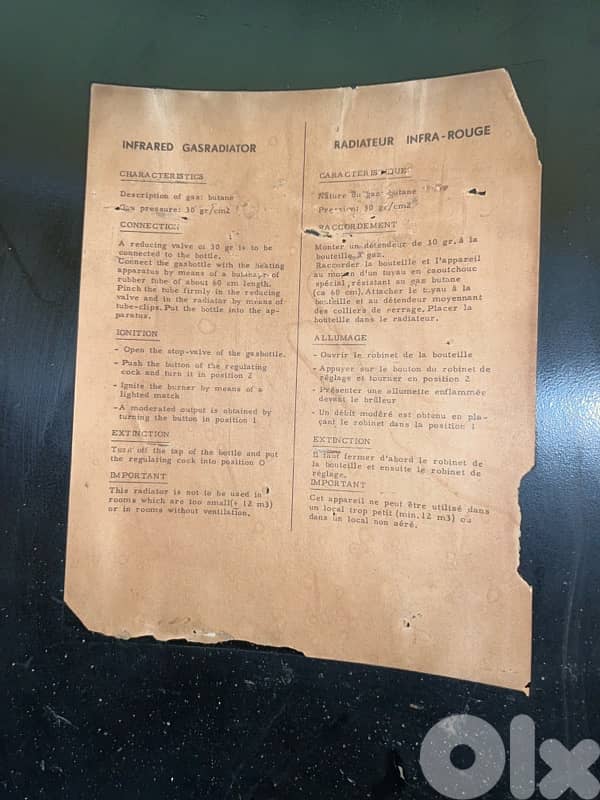 INFRARED GASRADIATOR
CHARACTERISTICS
Description of gas: butane
pressure: 30 gr/cm2
CONNECTION
A reducing valve of 30 gr is to be
connected to the bottle.
Connect the gasbottle with the heating
apparatus by means of a
rubber tube of about 60 cm length.
Pinch the tube firmly in the reducing
valve and in the radiator by means of
tube-clips. Put the bottle into the ap-
paratus.
IGNITION
- Open the stop-valve of the gasbottle.
- Push the button of the regulating
cock and turn it in position 2
- Ignite the burner by means of a
lighted match
- A moderated output is obtained by
turning the button in position 1
EXTINCTION
Turn off the tap of the bottle and put
the regulating cock into position O
IMPORTANT
This radiator is not to be used in
rooms which are too small(+ 12 m3)
or in rooms without ventilation.
RADIATEUR INFRA-ROUGE
CARACTERISTIQUES
Nature du gaz: butane
Pression: 30 gr/cm2
RACCORDEMENT
Monter un détendeur de 30 gr. à la
bouteille à gaz.
Raccorder la bouteille et l'appareil
au moyen d'un tuyau en caoutchouc
spécial, résistant au gaz butane
(ca 60 cm). Attacher le tuyau à la
bouteille et au détendeur moyennant
des colliers de serrage. Placer la
bouteille dans le radiateur.
ALLUMAGE
- Ouvrir le robinet de la bouteille
- Appuyer sur le bouton du robinet de
réglage et tourner en position 2
- Présenter une allumette enflammée
devant le brûleur
- Un débit modéré est obtenu en pla-
çant le robinet dans la position 1
EXTINCTION
Il faut fermer d'abord le robinet de
la bouteille et ensuite le robinet de
réglage.
IMPORTANT
Cet appareil ne peut être utilisé dans
un local trop petit (min. 12 m3) ou
dans un local non aéré.
Olx